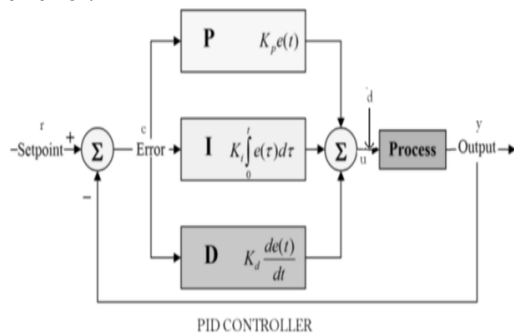 P K_p e(t)
d
r
+
c
y
Setpoint
Σ
Error
I K_i ∫_0^t e(τ)dτ
Σ
u
Process
Output
−
D K_d de(t)/dt
PID CONTROLLER